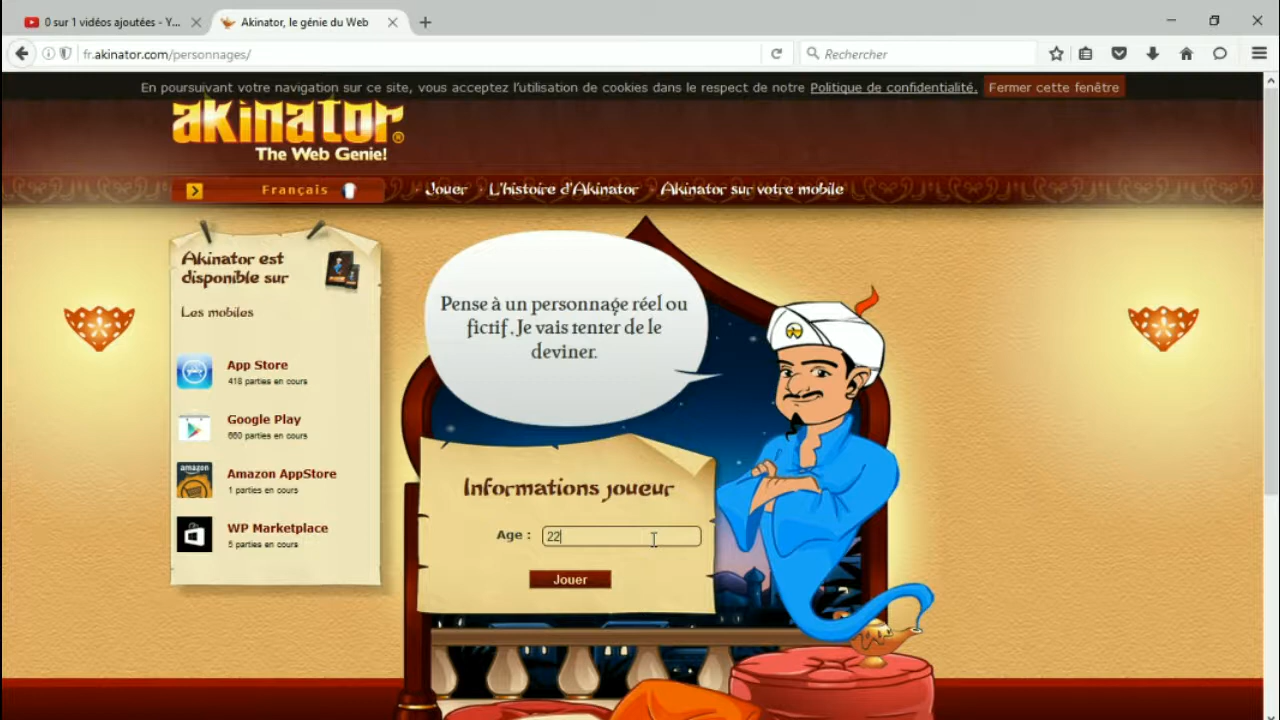 0 sur 1 vidéos ajoutées - Y...
Akinator, le génie du Web
fr.akinator.com/personnages/
Rechercher
En poursuivant votre navigation sur ce site, vous acceptez l'utilisation de cookies dans le respect de notre Politique de confidentialité.
Fermer cette fenêtre
akinator®
The Web Genie!
Français
· Jouer · L'histoire d'Akinator · Akinator sur votre mobile
Akinator est
disponible sur
Les mobiles
App Store
418 parties en cours
Google Play
660 parties en cours
amazon
Amazon AppStore
1 parties en cours
WP Marketplace
5 parties en cours
Pense à un personnage réel ou
fictif. Je vais tenter de le
deviner.
Informations joueur
Age : 22
Jouer